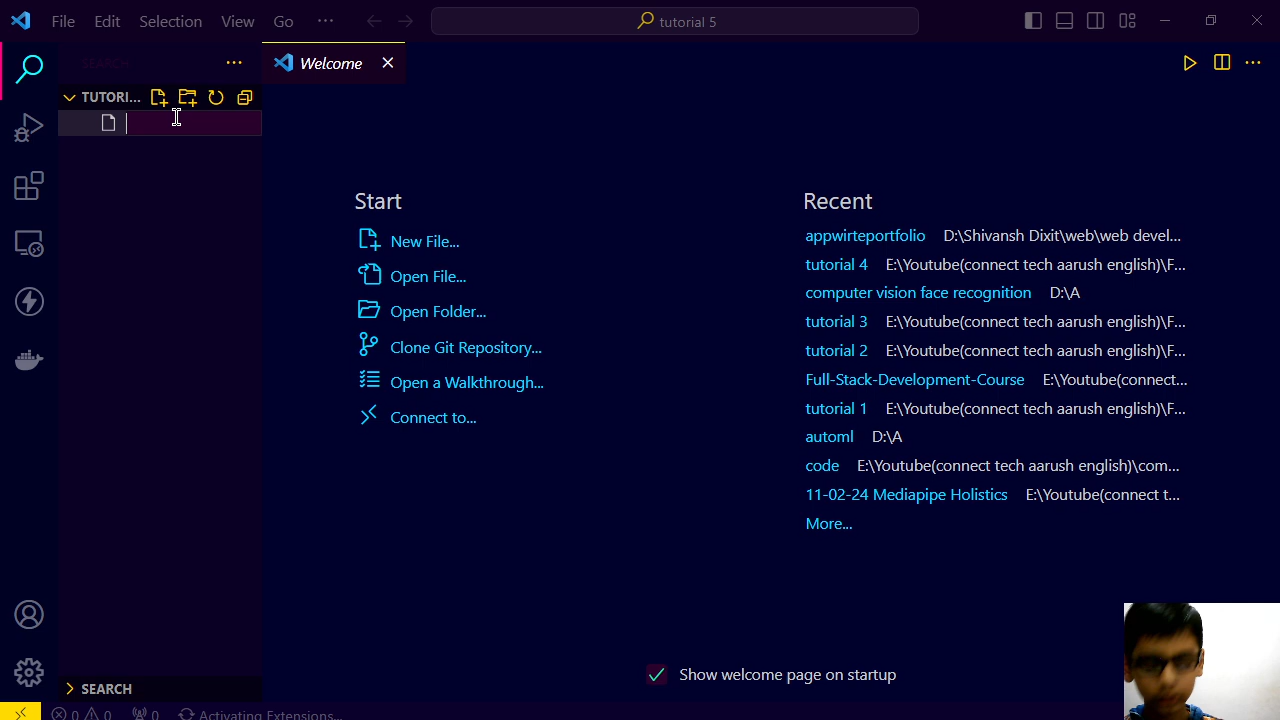 File Edit Selection View Go ··· tutorial 5
SEARCH ··· Welcome
TUTORI...
Start
New File...
Open File...
Open Folder...
Clone Git Repository...
Open a Walkthrough...
Connect to...
Recent
appwirteportfolio D:\Shivansh Dixit\web\web devel...
tutorial 4 E:\Youtube(connect tech aarush english)\F...
computer vision face recognition D:\A
tutorial 3 E:\Youtube(connect tech aarush english)\F...
tutorial 2 E:\Youtube(connect tech aarush english)\F...
Full-Stack-Development-Course E:\Youtube(connect...
tutorial 1 E:\Youtube(connect tech aarush english)\F...
automl D:\A
code E:\Youtube(connect tech aarush english)\com...
11-02-24 Mediapipe Holistics E:\Youtube(connect t...
More...
Show welcome page on startup
SEARCH
0 0 0 Activating Extensions...